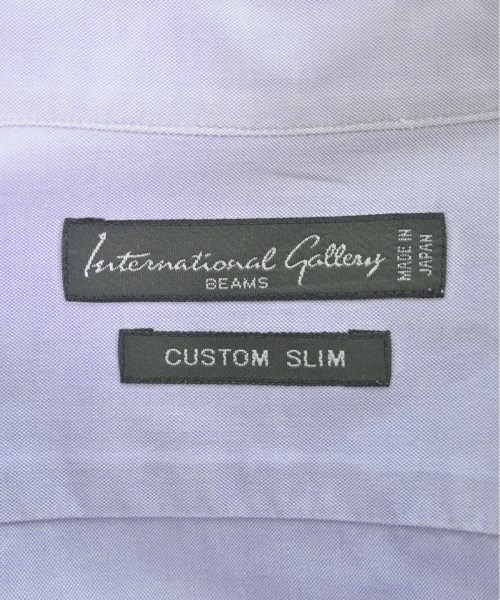 International Gallery
BEAMS
MADE IN
JAPAN
CUSTOM SLIM